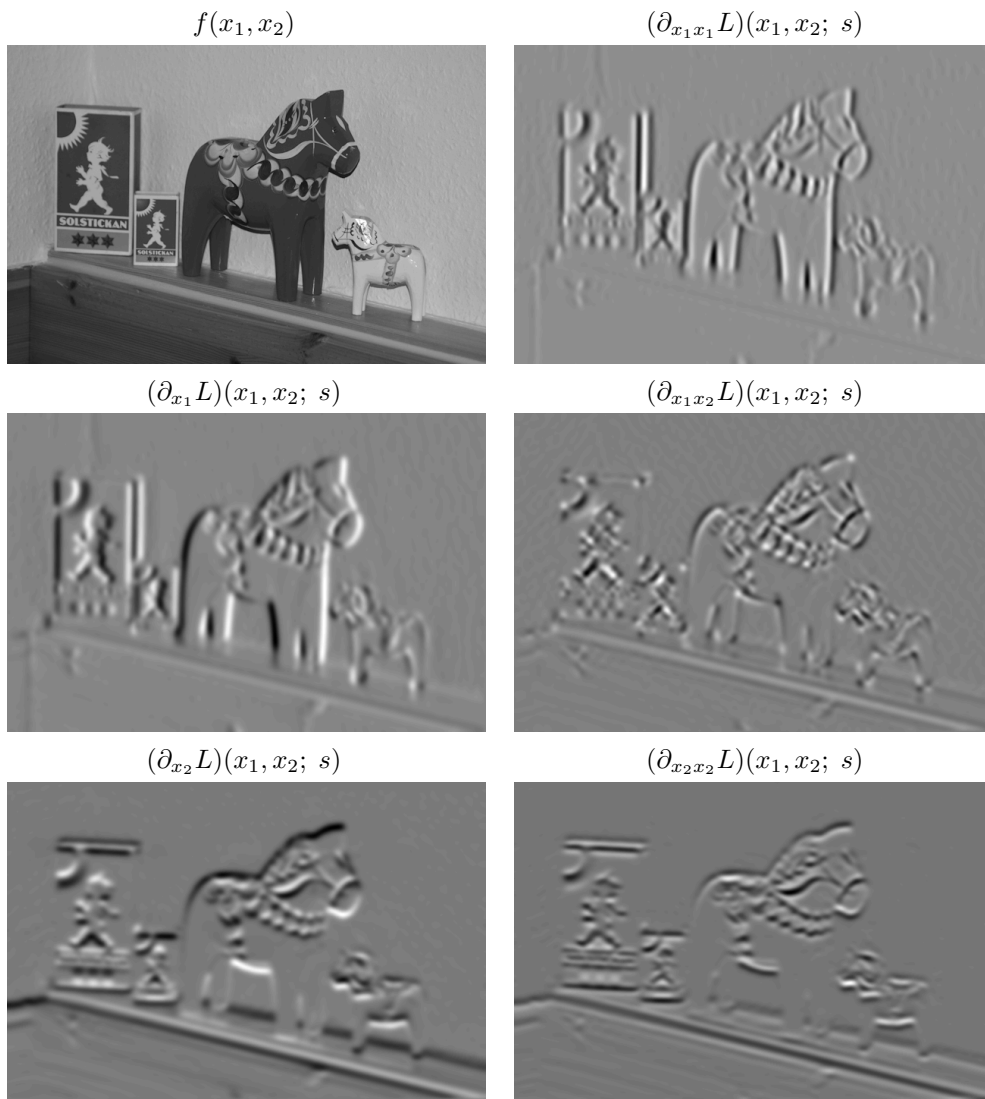 f(x₁, x₂)
(∂ₓ₁ₓ₁L)(x₁, x₂; s)
SOLSTICKAN
SOLSTICKAN
(∂ₓ₁L)(x₁, x₂; s)
(∂ₓ₁ₓ₂L)(x₁, x₂; s)
(∂ₓ₂L)(x₁, x₂; s)
(∂ₓ₂ₓ₂L)(x₁, x₂; s)